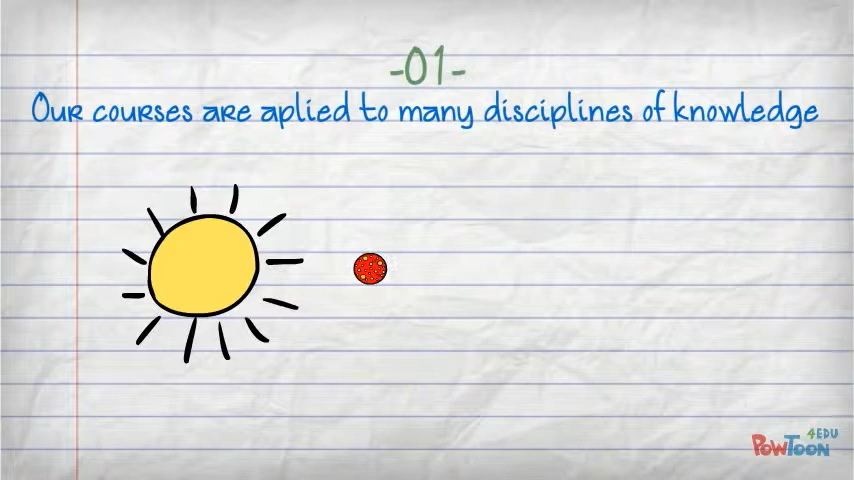 -01-
Our courses are aplied to many disciplines of knowledge
4EDU
POWTOON